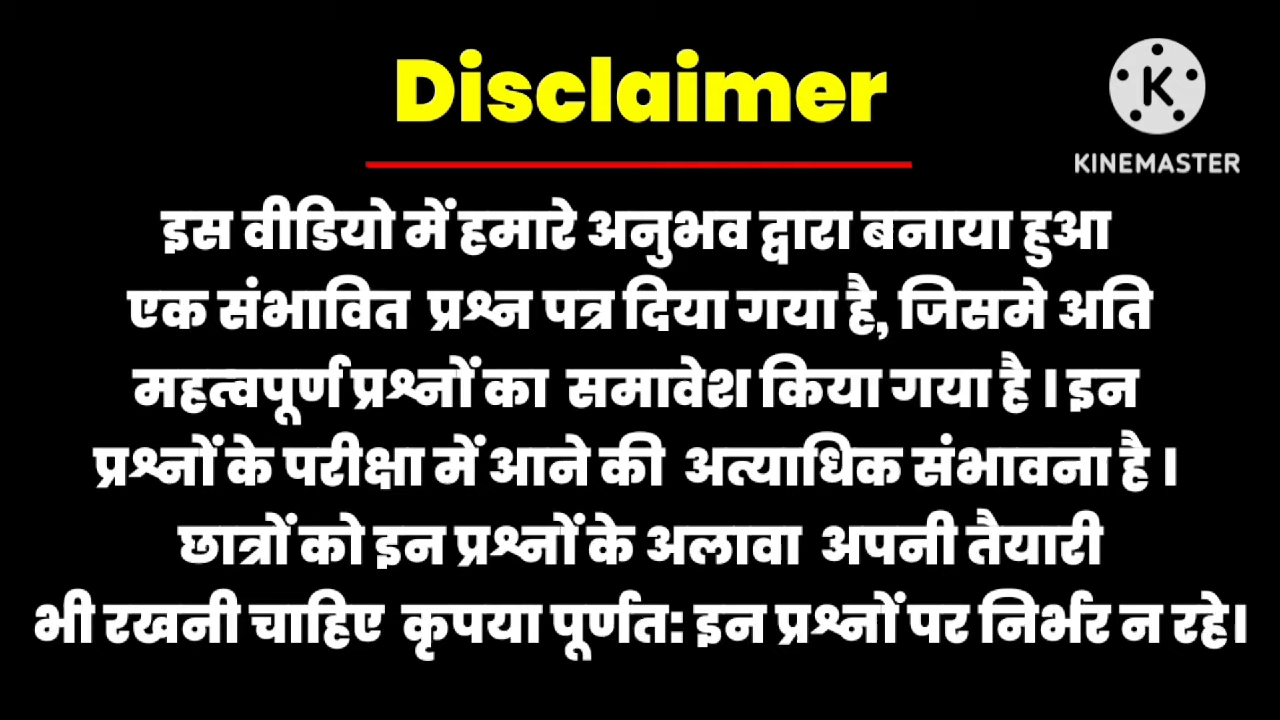 Disclaimer
K
KINEMASTER
इस वीडियो में हमारे अनुभव द्वारा बनाया हुआ
एक संभावित प्रश्न पत्र दिया गया है, जिसमे अति
महत्वपूर्ण प्रश्नों का समावेश किया गया है । इन
प्रश्नों के परीक्षा में आने की अत्याधिक संभावना है ।
छात्रों को इन प्रश्नों के अलावा अपनी तैयारी
भी रखनी चाहिए कृपया पूर्णत: इन प्रश्नों पर निर्भर न रहे।